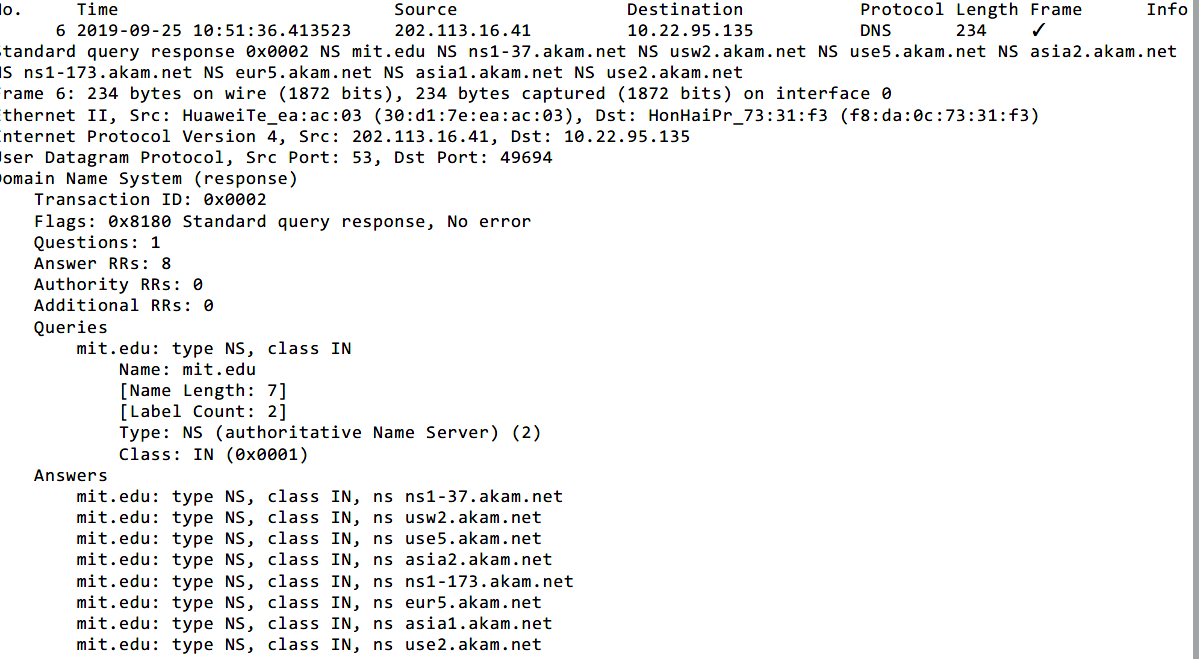 o. Time Source Destination Protocol Length Frame Info
6 2019-09-25 10:51:36.413523 202.113.16.41 10.22.95.135 DNS 234 ✓
tandard query response 0x0002 NS mit.edu NS ns1-37.akam.net NS usw2.akam.net NS use5.akam.net NS asia2.akam.net
NS ns1-173.akam.net NS eur5.akam.net NS asia1.akam.net NS use2.akam.net
rame 6: 234 bytes on wire (1872 bits), 234 bytes captured (1872 bits) on interface 0
thernet II, Src: HuaweiTe_ea:ac:03 (30:d1:7e:ea:ac:03), Dst: HonHaiPr_73:31:f3 (f8:da:0c:73:31:f3)
nternet Protocol Version 4, Src: 202.113.16.41, Dst: 10.22.95.135
ser Datagram Protocol, Src Port: 53, Dst Port: 49694
omain Name System (response)
Transaction ID: 0x0002
Flags: 0x8180 Standard query response, No error
Questions: 1
Answer RRs: 8
Authority RRs: 0
Additional RRs: 0
Queries
mit.edu: type NS, class IN
Name: mit.edu
[Name Length: 7]
[Label Count: 2]
Type: NS (authoritative Name Server) (2)
Class: IN (0x0001)
Answers
mit.edu: type NS, class IN, ns ns1-37.akam.net
mit.edu: type NS, class IN, ns usw2.akam.net
mit.edu: type NS, class IN, ns use5.akam.net
mit.edu: type NS, class IN, ns asia2.akam.net
mit.edu: type NS, class IN, ns ns1-173.akam.net
mit.edu: type NS, class IN, ns eur5.akam.net
mit.edu: type NS, class IN, ns asia1.akam.net
mit.edu: type NS, class IN, ns use2.akam.net